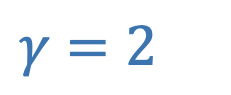 γ = 2